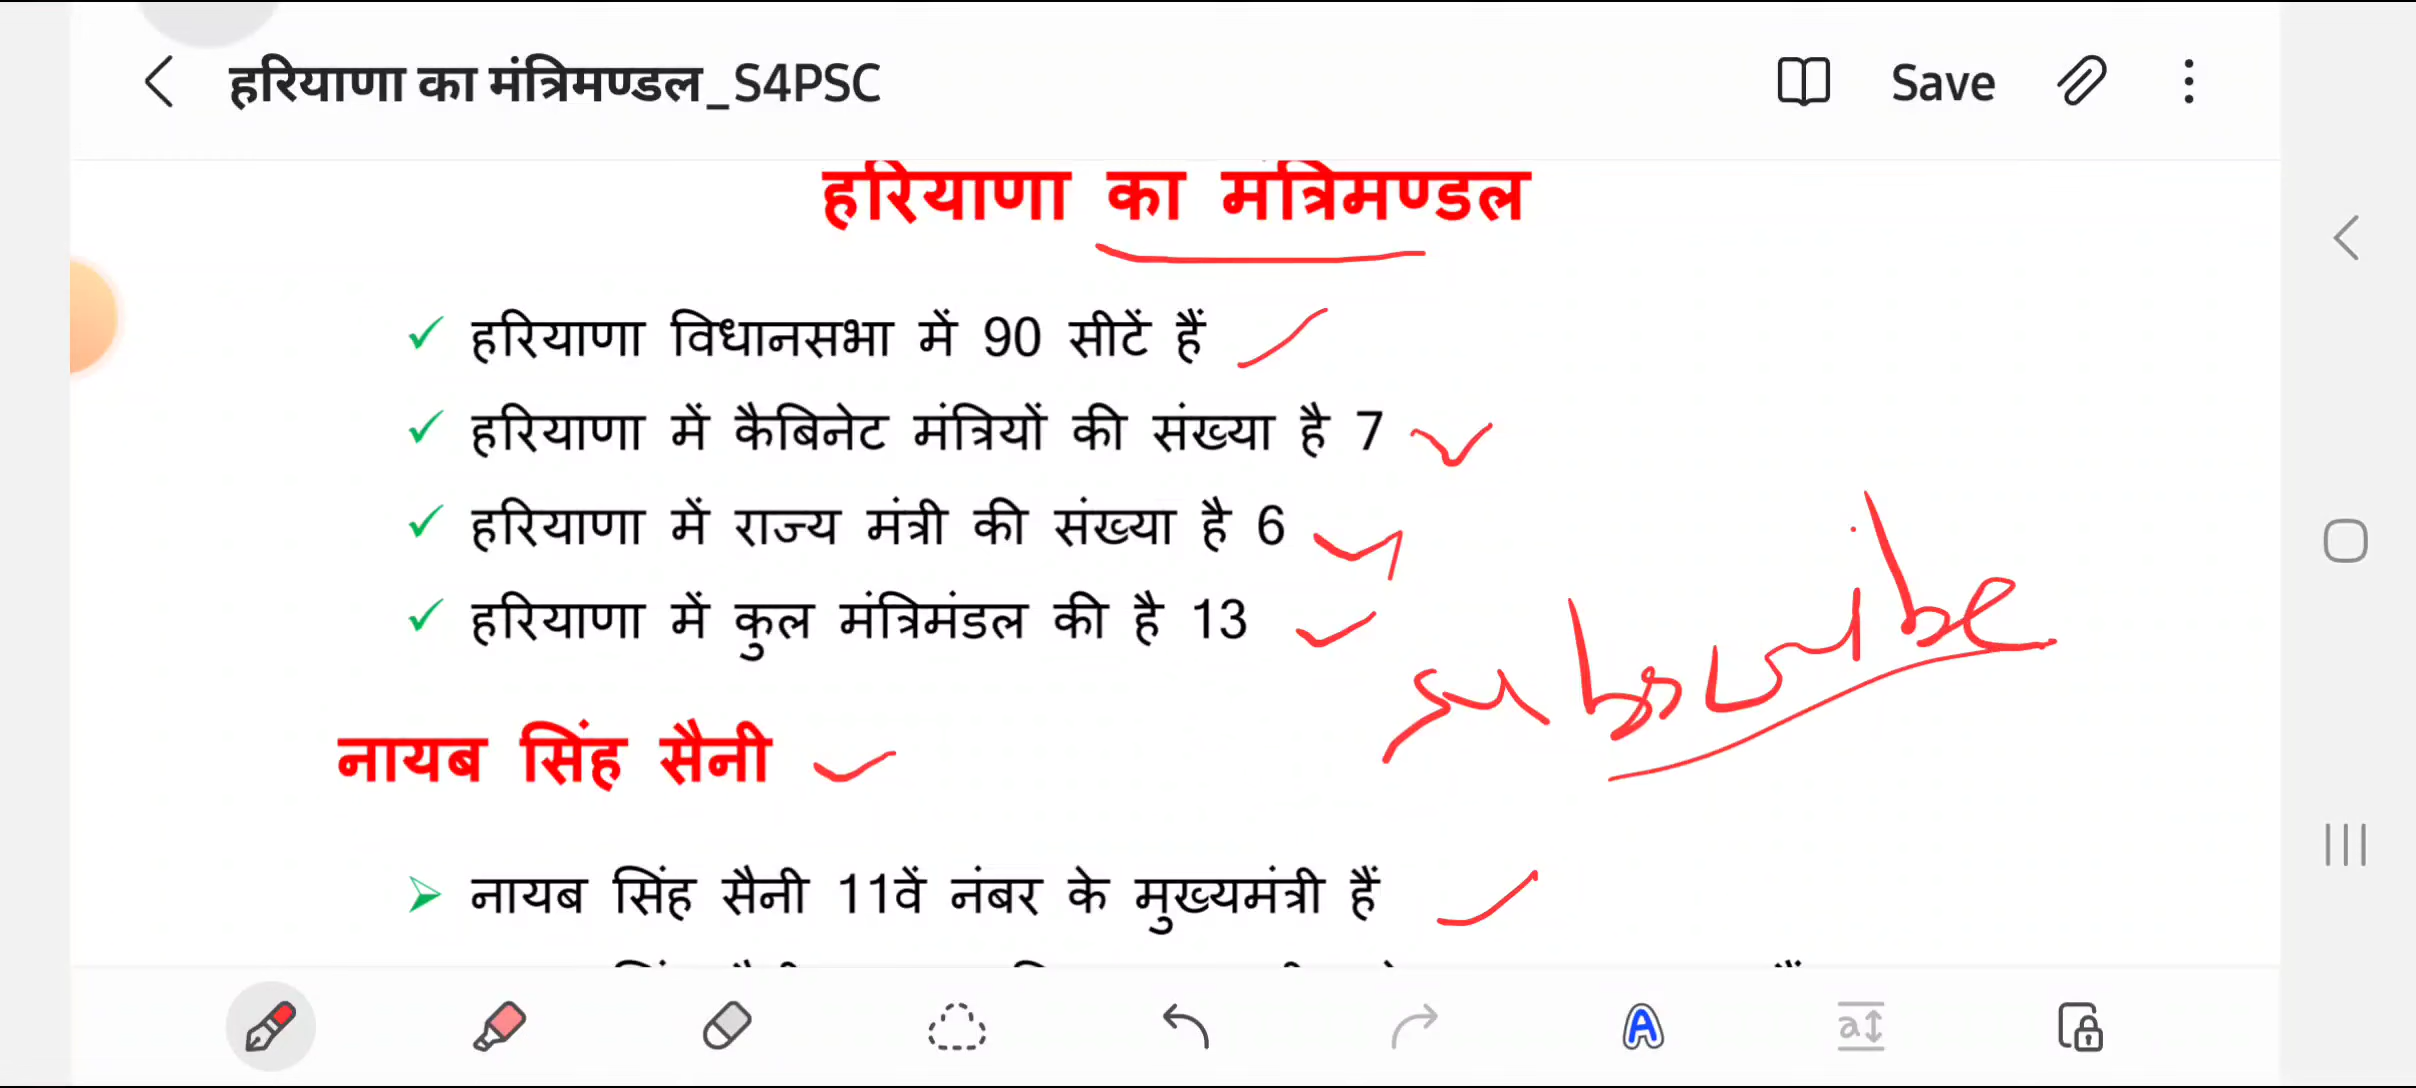 हरियाणा का मंत्रिमण्डल_S4PSC
Save
हरियाणा का मंत्रिमण्डल
हरियाणा विधानसभा में 90 सीटें हैं
हरियाणा में कैबिनेट मंत्रियों की संख्या है 7
हरियाणा में राज्य मंत्री की संख्या है 6
हरियाणा में कुल मंत्रिमंडल की है 13
subscribe
नायब सिंह सैनी
नायब सिंह सैनी 11वें नंबर के मुख्यमंत्री हैं
A
a